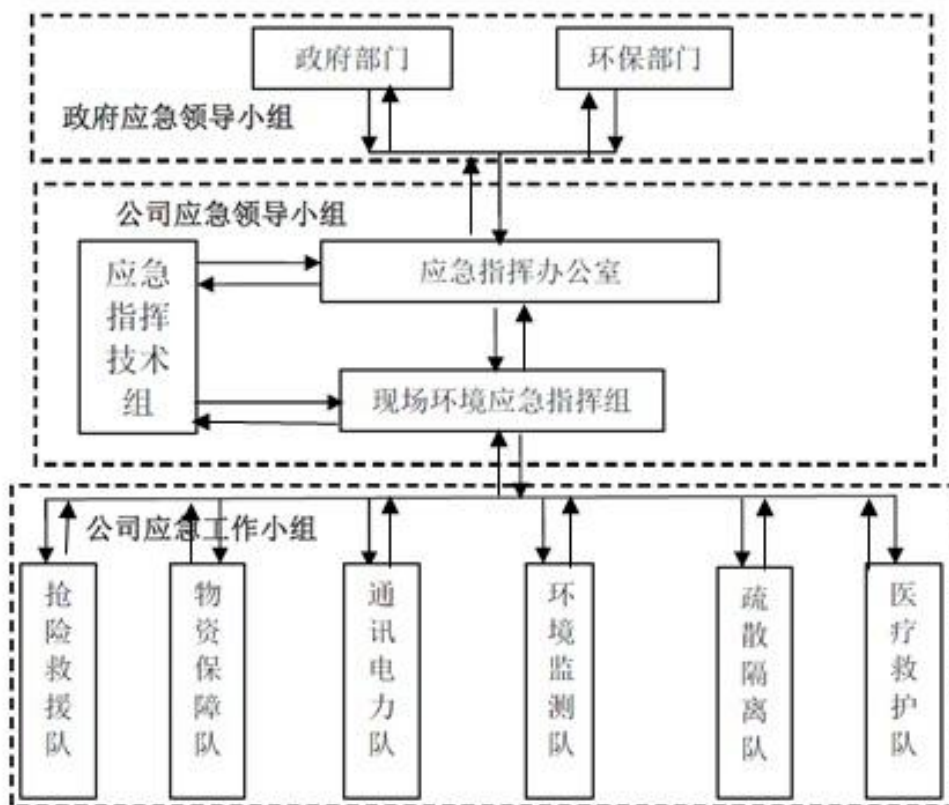 政府部门
环保部门
政府应急领导小组
公司应急领导小组
应急指挥办公室
应急
指挥
技术
组
现场环境应急指挥组
公司应急工作小组
抢险救援队
物资保障队
通讯电力队
环境监测队
疏散隔离队
医疗救护队